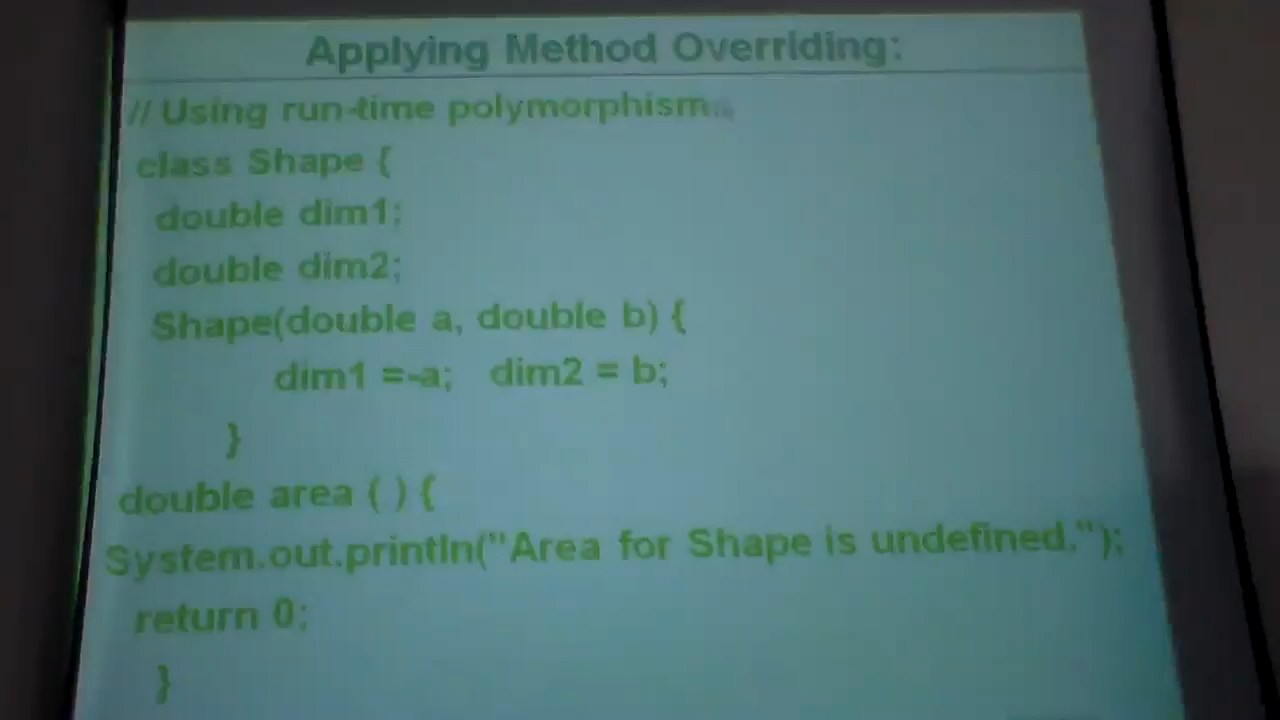 Applying Method Overriding:
// Using run-time polymorphism.
class Shape {
double dim1;
double dim2;
Shape(double a, double b) {
dim1 =-a; dim2 = b;
}
double area ( ) {
System.out.println("Area for Shape is undefined.");
return 0;
}